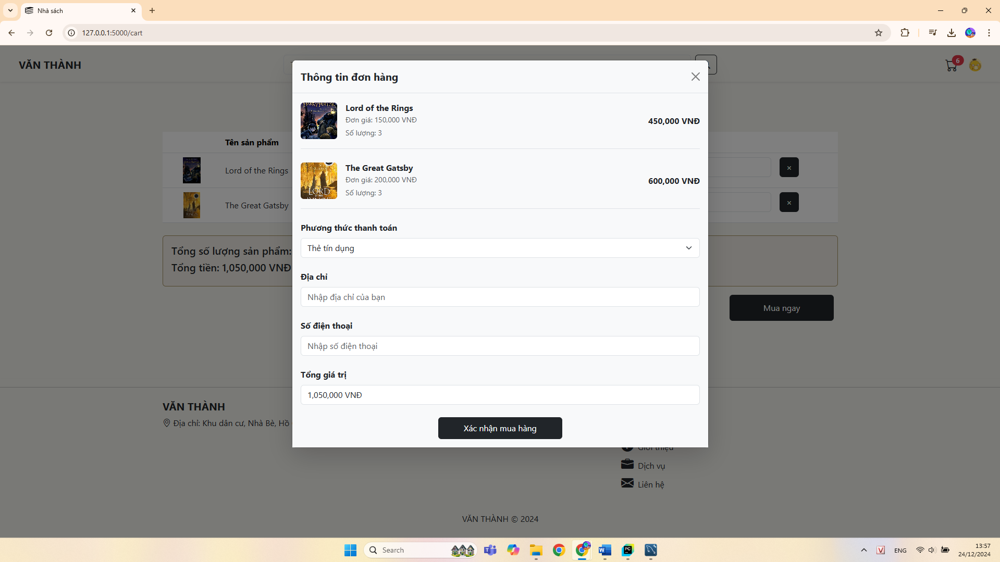 Nhà sách
127.0.0.1:5000/cart
VĂN THÀNH
6
Thông tin đơn hàng
Lord of the Rings
Đơn giá: 150,000 VNĐ
Số lượng: 3
450,000 VNĐ
The Great Gatsby
Đơn giá: 200,000 VNĐ
Số lượng: 3
600,000 VNĐ
Phương thức thanh toán
Thẻ tín dụng
Địa chỉ
Nhập địa chỉ của bạn
Số điện thoại
Nhập số điện thoại
Tổng giá trị
1,050,000 VNĐ
Xác nhận mua hàng
Tên sản phẩm
Lord of the Rings
×
The Great Gatsby
×
Tổng số lượng sản phẩm:
Tổng tiền: 1,050,000 VNĐ
Mua ngay
VĂN THÀNH
Địa chỉ: Khu dân cư, Nhà Bè, Hồ
Giới thiệu
Dịch vụ
Liên hệ
VĂN THÀNH © 2024
Search
ENG
13:57
24/12/2024